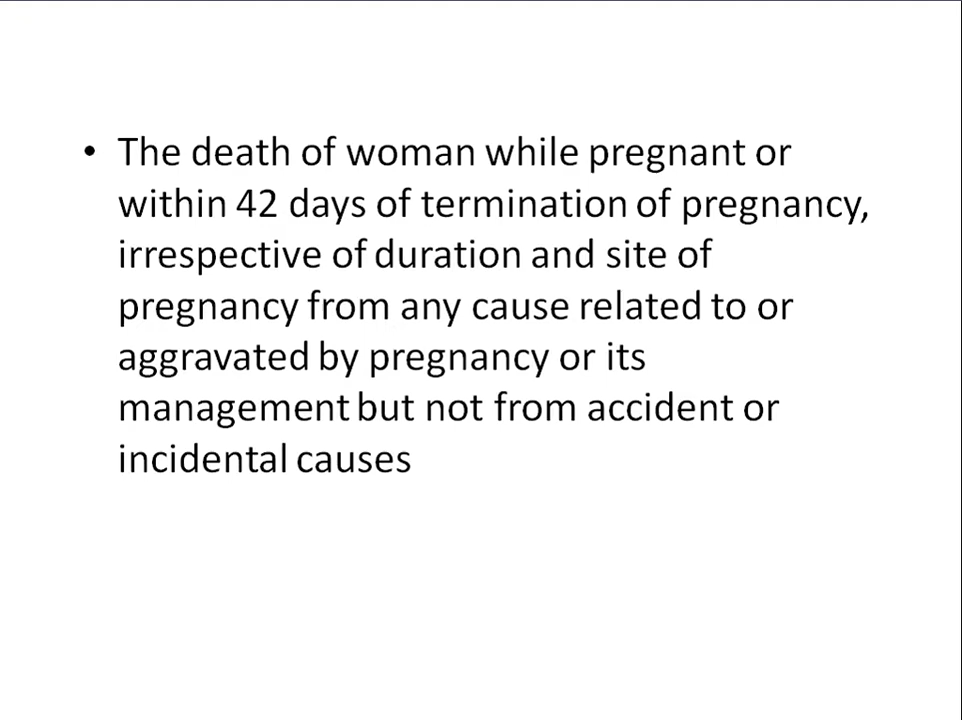 • The death of woman while pregnant or
within 42 days of termination of pregnancy,
irrespective of duration and site of
pregnancy from any cause related to or
aggravated by pregnancy or its
management but not from accident or
incidental causes